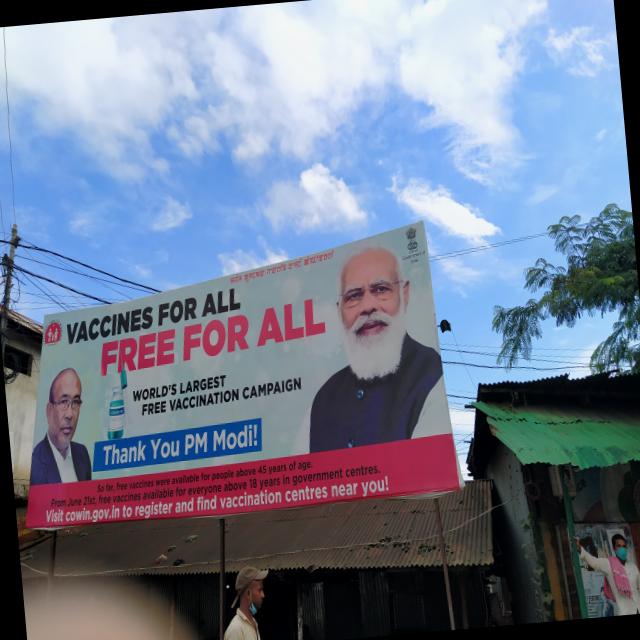 VACCINES FOR ALL
FREE FOR ALL
WORLD'S LARGEST
FREE VACCINATION CAMPAIGN
Thank You PM Modi!
So far, free vaccines were available for people above 45 years of age.
From June 21st, free vaccines available for everyone above 18 years in government centres.
Visit cowin.gov.in to register and find vaccination centres near you!